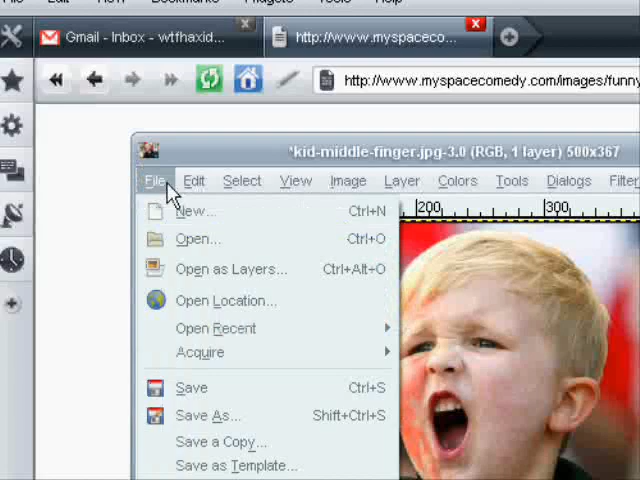 Gmail - Inbox - wtfhaxid...
http://www.myspaceco...
http://www.myspacecomedy.com/images/funny
*kid-middle-finger.jpg-3.0 (RGB, 1 layer) 500x367
File Edit Select View Image Layer Colors Tools Dialogs Filter
200 300
New... Ctrl+N
Open... Ctrl+O
Open as Layers... Ctrl+Alt+O
Open Location...
Open Recent
Acquire
Save Ctrl+S
Save As... Shift+Ctrl+S
Save a Copy...
Save as Template...